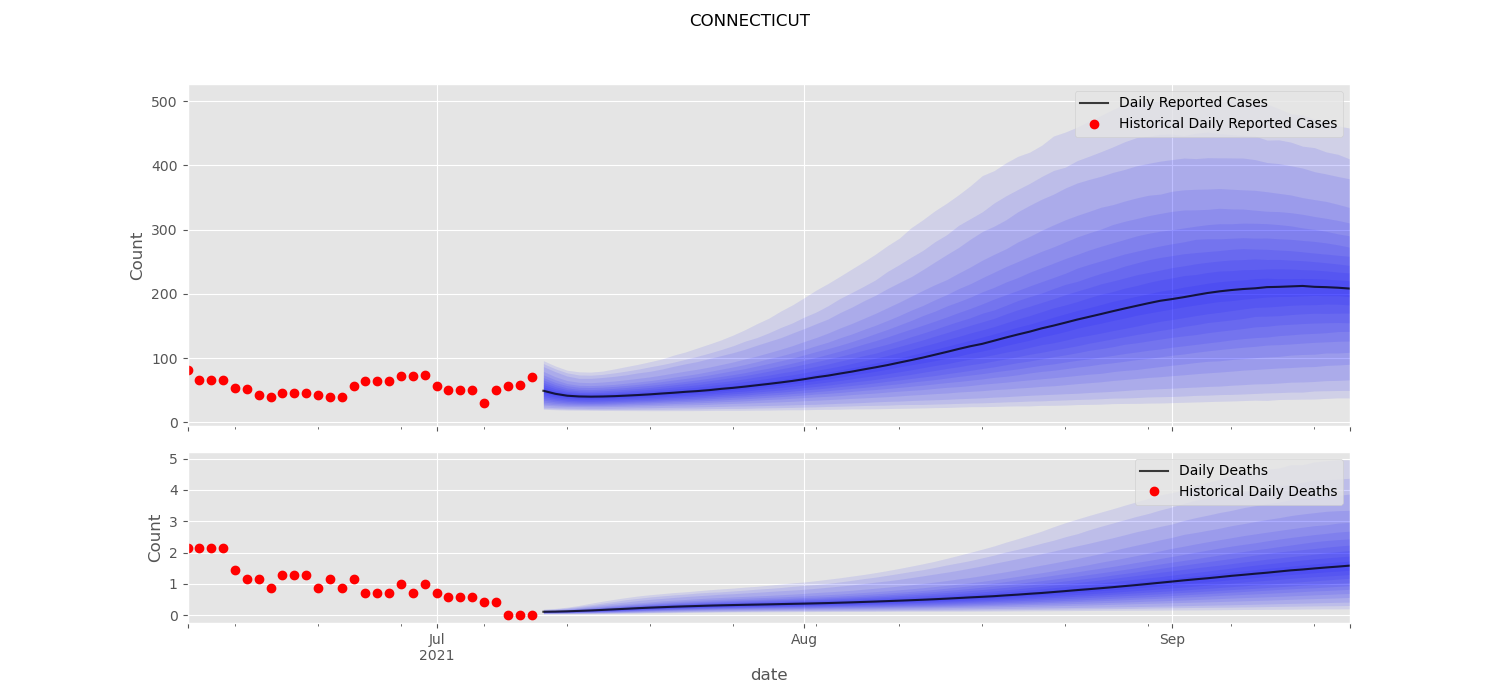 CONNECTICUT
500
400
300
200
100
0
Count
Daily Reported Cases
Historical Daily Reported Cases
5
4
3
2
1
0
Count
Daily Deaths
Historical Daily Deaths
Jul
2021
Aug
Sep
date